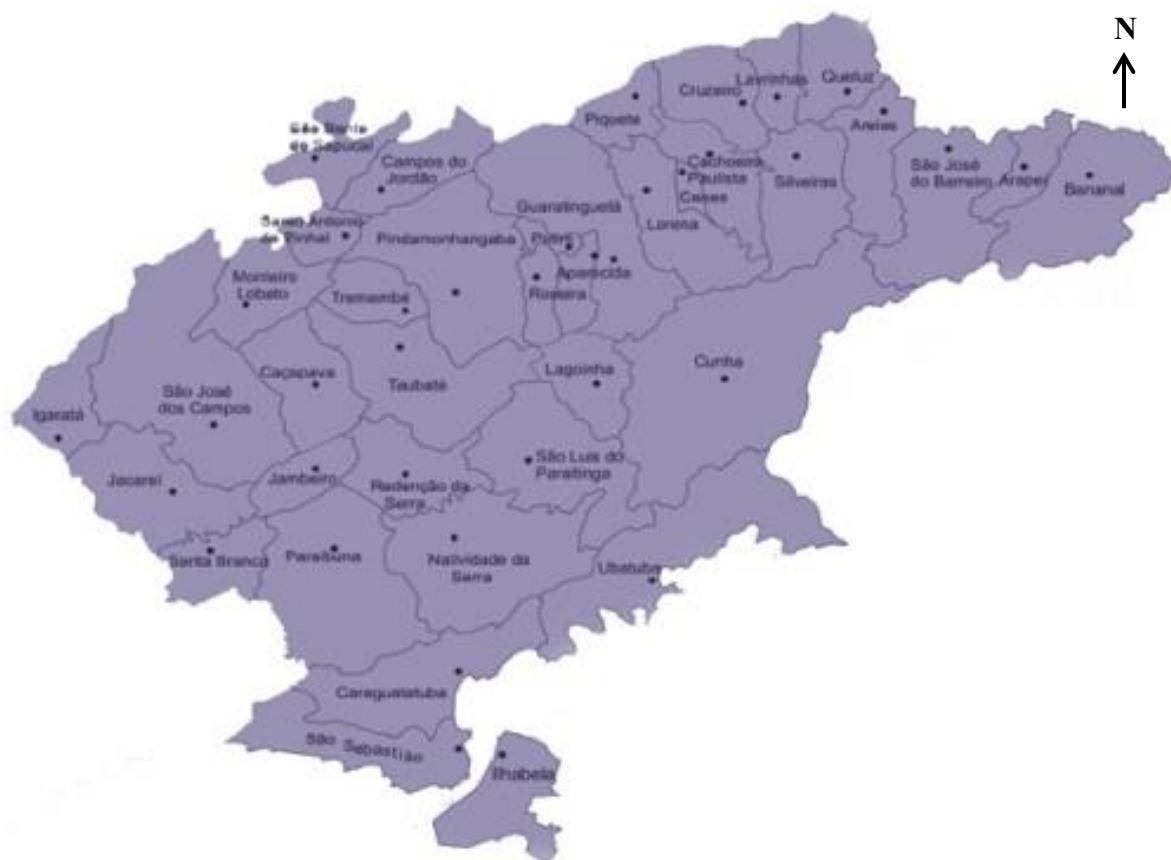 N
Lavrinhas
Queluz
Cruzeiro
Piquete
Areias
São Bento
do Sapucaí
Campos do
Jordão
Cachoeira
Paulista
Canas
Silveiras
São José
do Barreiro
Arapeí
Bananal
Guaratinguetá
Lorena
Santo Antonio
do Pinhal
Pindamonhangaba
Potim
Aparecida
Roseira
Monteiro
Lobato
Tremembé
Caçapava
Taubaté
Lagoinha
Cunha
São José
dos Campos
Igaratá
São Luis do
Paraitinga
Jacareí
Jambeiro
Redenção da
Serra
Santa Branca
Paraibuna
Natividade da
Serra
Ubatuba
Caraguatatuba
São Sebastião
Ilhabela